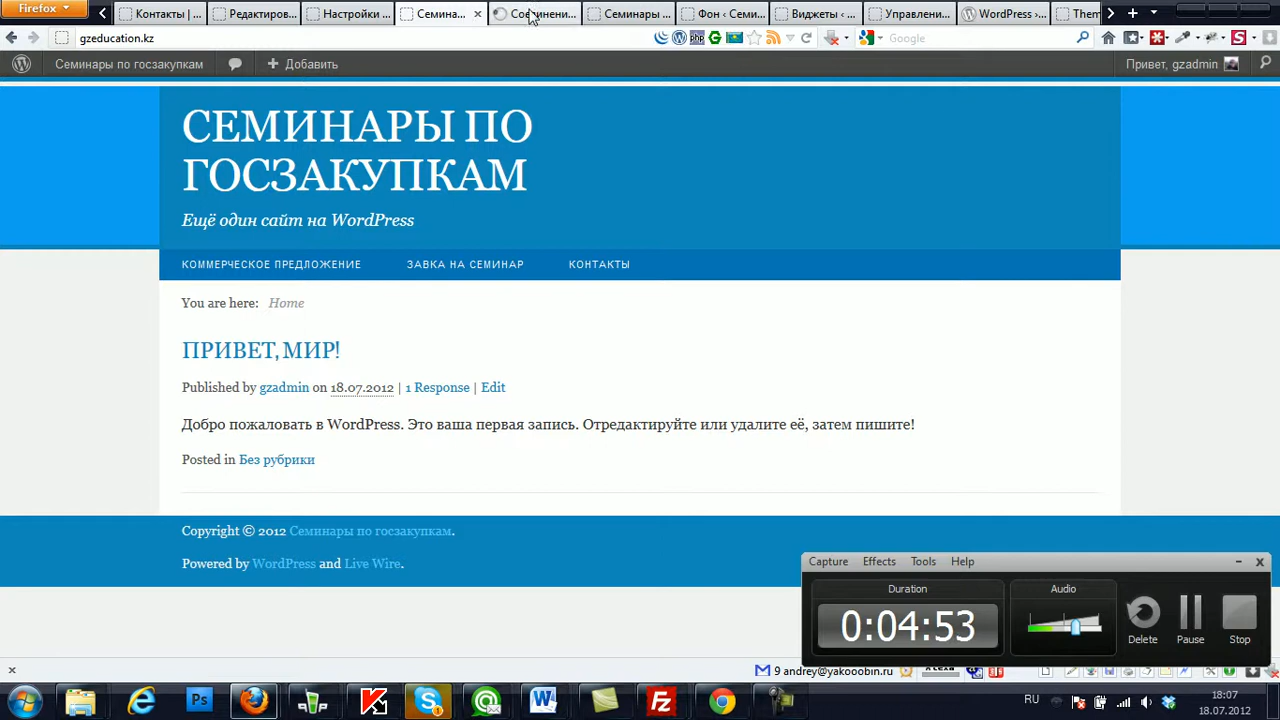 Firefox
Контакты | ...
Редактиров...
Настройки ...
Семина...
Соединени...
Семинары ...
Фон < Семи...
Виджеты < ...
Управлени...
WordPress ›...
Them
gzeducation.kz
Google
Семинары по госзакупкам
Добавить
Привет, gzadmin
СЕМИНАРЫ ПО
ГОСЗАКУПКАМ
Ещё один сайт на WordPress
КОММЕРЧЕСКОЕ ПРЕДЛОЖЕНИЕ
ЗАВКА НА СЕМИНАР
КОНТАКТЫ
You are here: Home
ПРИВЕТ, МИР!
Published by gzadmin on 18.07.2012 | 1 Response | Edit
Добро пожаловать в WordPress. Это ваша первая запись. Отредактируйте или удалите её, затем пишите!
Posted in Без рубрики
Copyright © 2012 Семинары по госзакупкам.
Powered by WordPress and Live Wire.
Capture Effects Tools Help
Duration
0:04:53
Audio
Delete
Pause
Stop
9 andrey@yakooobin.ru
RU
18:07
18.07.2012